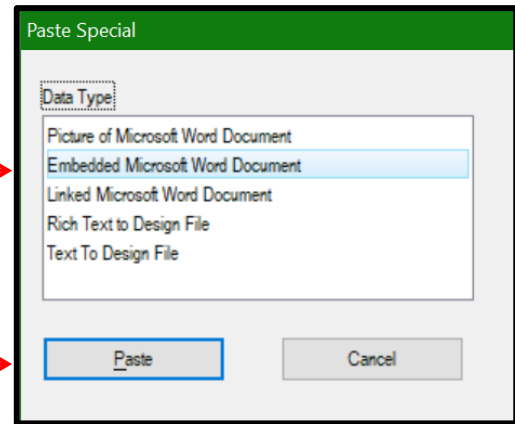 Paste Special
Data Type
Picture of Microsoft Word Document
Embedded Microsoft Word Document
Linked Microsoft Word Document
Rich Text to Design File
Text To Design File
Paste Cancel